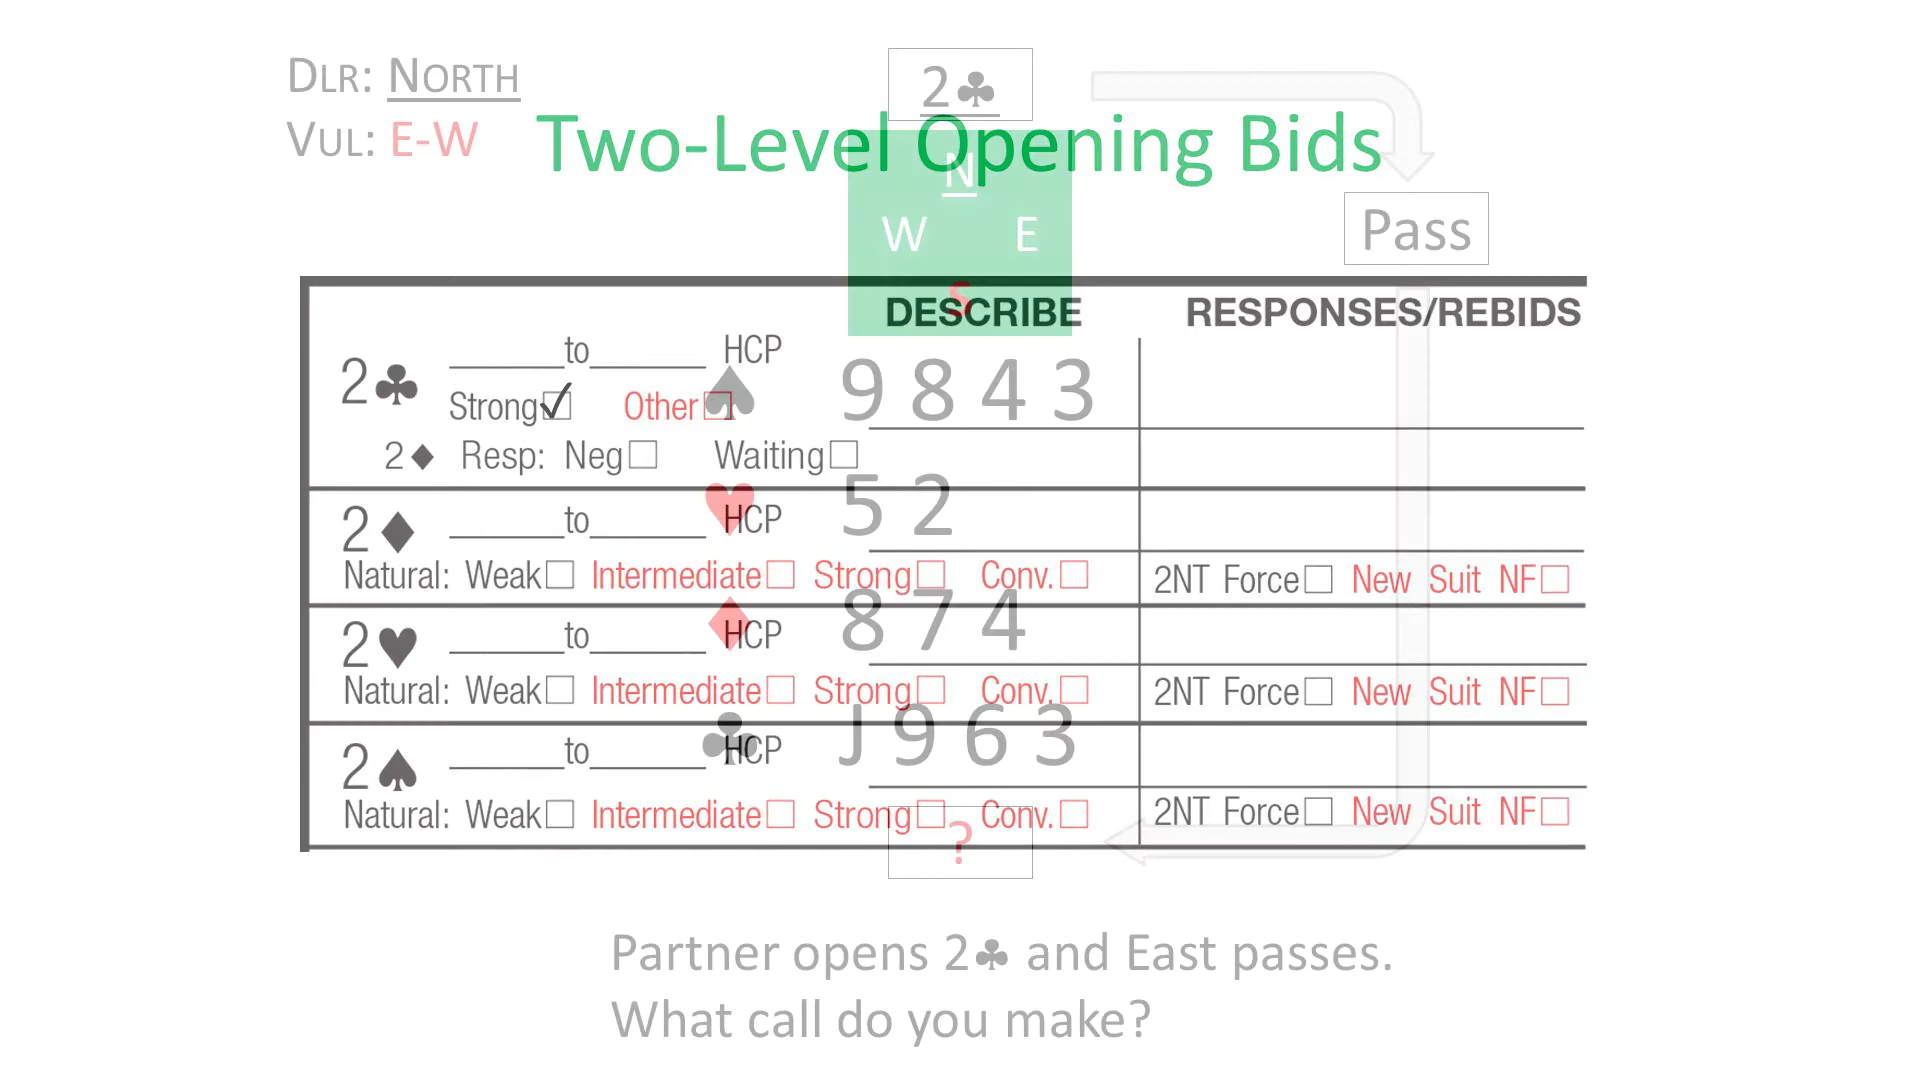 DLR: NORTH
VUL: E-W
2♣
Two-Level Opening Bids
N
W E
S
Pass
DESCRIBE RESPONSES/REBIDS
2♣ ______to______ HCP
Strong☑ Other☐
2♦ Resp: Neg☐ Waiting☐
♠ 9 8 4 3
2♦ ______to______ HCP
Natural: Weak☐ Intermediate☐ Strong☐ Conv.☐ 2NT Force☐ New Suit NF☐
♥ 5 2
2♥ ______to______ HCP
Natural: Weak☐ Intermediate☐ Strong☐ Conv.☐ 2NT Force☐ New Suit NF☐
♦ 8 7 4
2♠ ______to______ HCP
Natural: Weak☐ Intermediate☐ Strong☐ Conv.☐ 2NT Force☐ New Suit NF☐
♣ J 9 6 3
?
Partner opens 2♣ and East passes.
What call do you make?